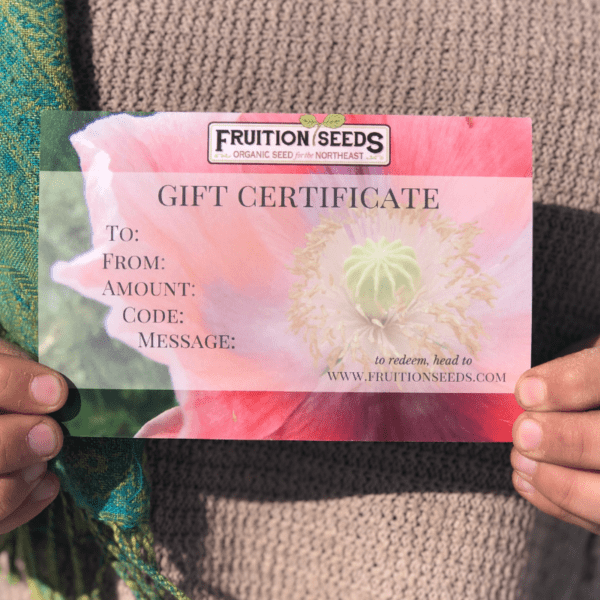 FRUITION SEEDS
ORGANIC SEED for the NORTHEAST
GIFT CERTIFICATE
TO:
FROM:
AMOUNT:
CODE:
MESSAGE:
to redeem, head to
WWW.FRUITIONSEEDS.COM